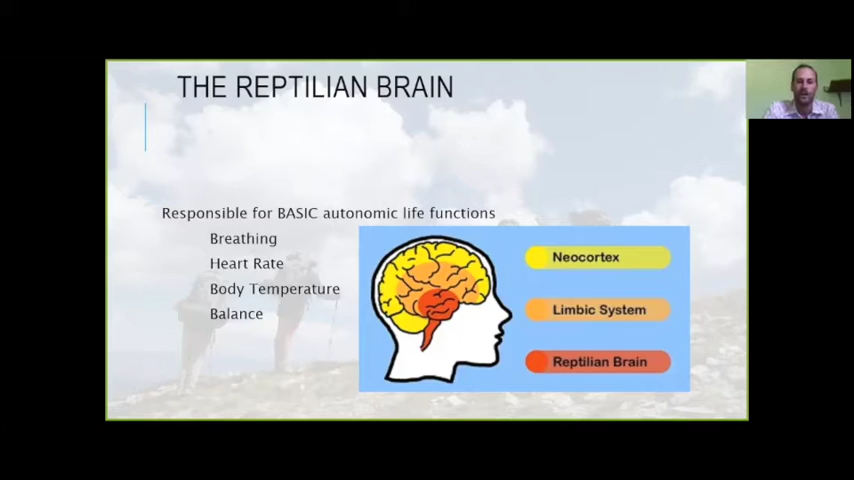 THE REPTILIAN BRAIN
Responsible for BASIC autonomic life functions
Breathing
Heart Rate
Body Temperature
Balance
Neocortex
Limbic System
Reptilian Brain